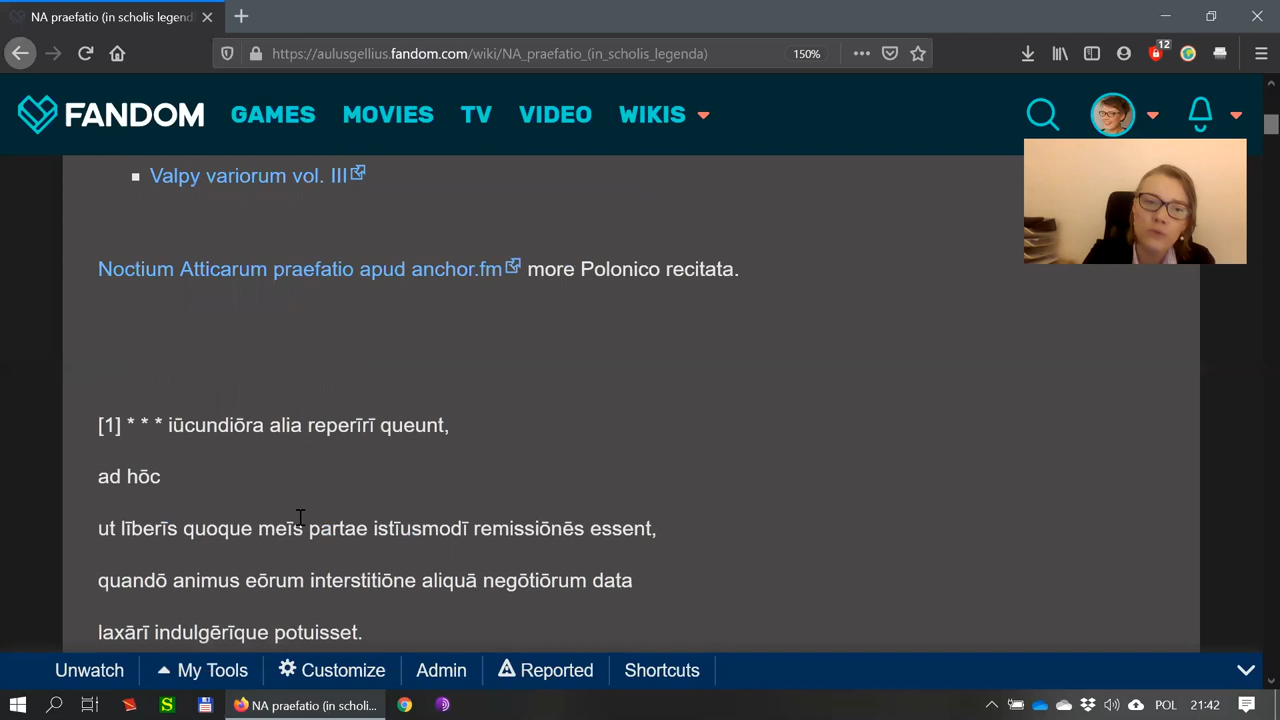 NA praefatio (in scholis legend
https://aulusgellius.fandom.com/wiki/NA_praefatio_(in_scholis_legenda)
150%
12
FANDOM
GAMES
MOVIES
TV
VIDEO
WIKIS
Valpy variorum vol. III
Noctium Atticarum praefatio apud anchor.fm more Polonico recitata.
[1] * * * iūcundiōra alia reperīrī queunt,
ad hōc
ut līberīs quoque meīs partae istīusmodī remissiōnēs essent,
quandō animus eōrum interstitiōne aliquā negōtiōrum data
laxārī indulgērīque potuisset.
Unwatch
My Tools
Customize
Admin
Reported
Shortcuts
NA praefatio (in scholi...
POL
21:42